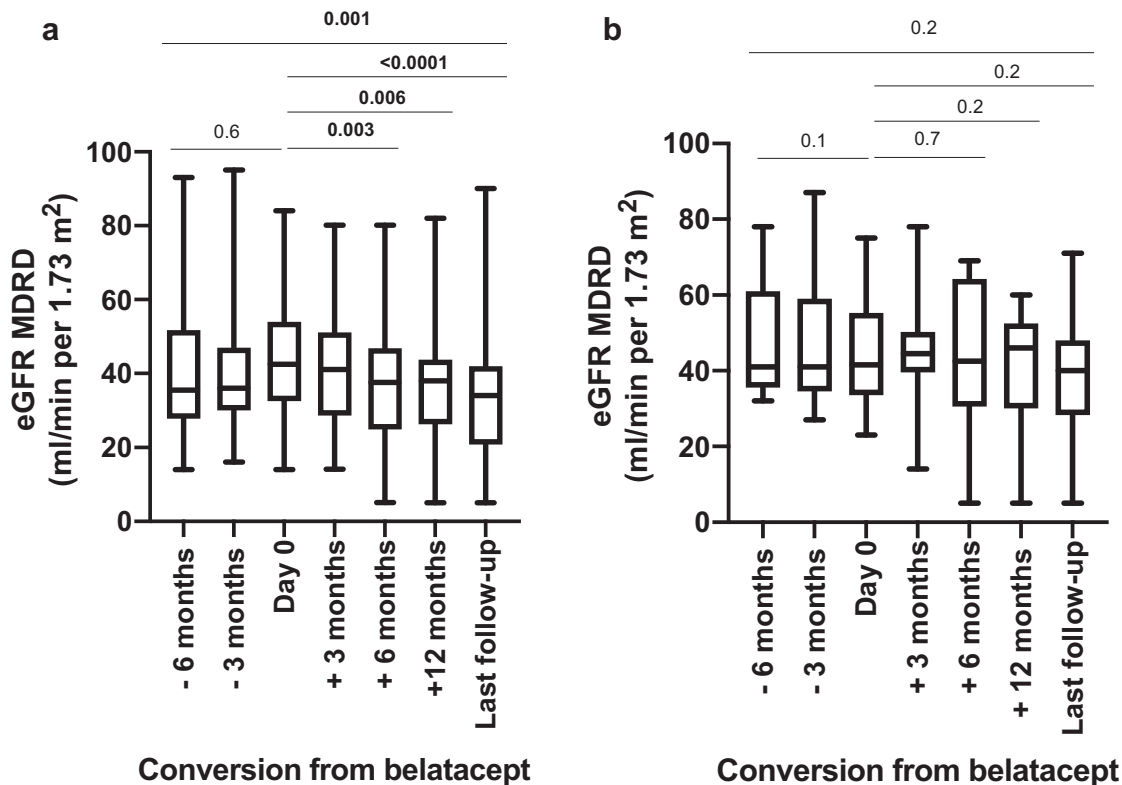 a
0.001
<0.0001
0.006
0.6
0.003
eGFR MDRD
(ml/min per 1.73 m²)
100
80
60
40
20
0
- 6 months
- 3 months
Day 0
+ 3 months
+ 6 months
+12 months
Last follow-up
Conversion from belatacept
b
0.2
0.2
0.2
0.1
0.7
eGFR MDRD
(ml/min per 1.73 m²)
100
80
60
40
20
0
- 6 months
- 3 months
Day 0
+ 3 months
+ 6 months
+ 12 months
Last follow-up
Conversion from belatacept